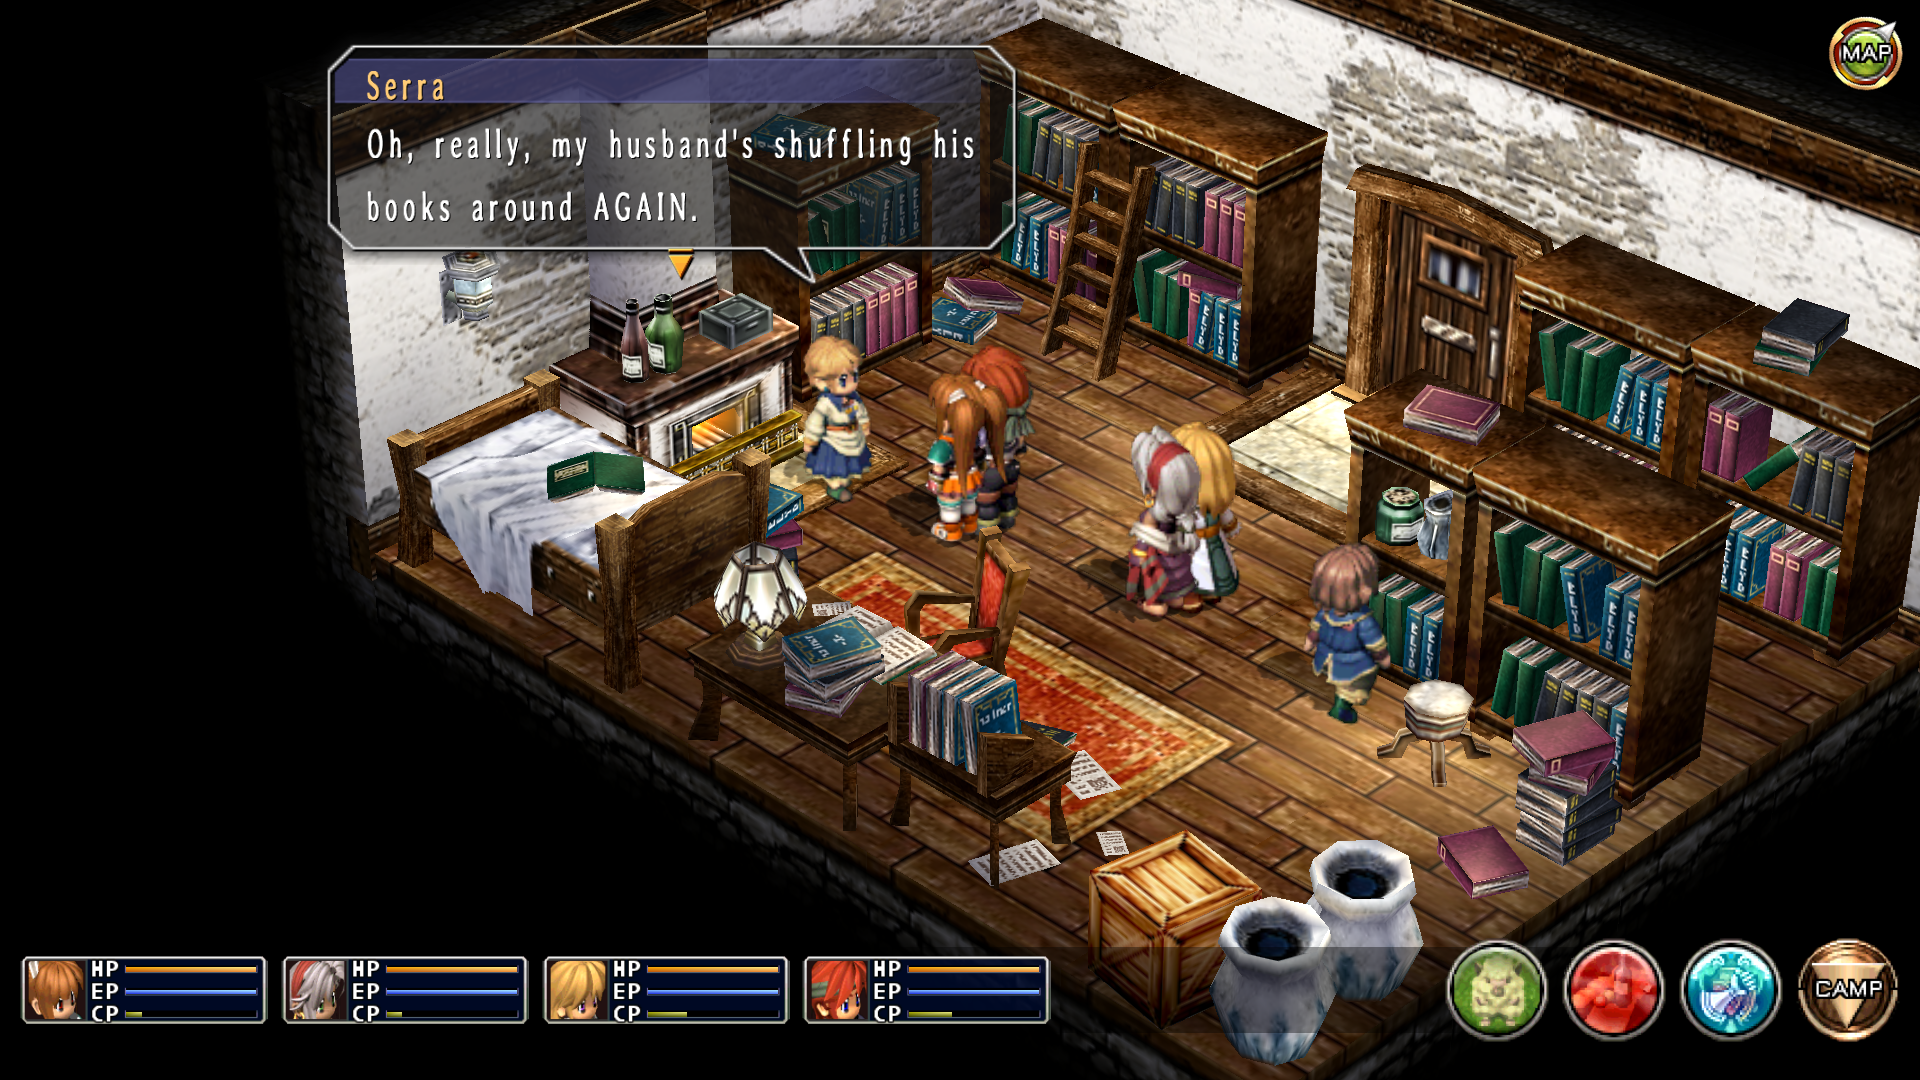 MAP
Serra
Oh, really, my husband's shuffling his
books around AGAIN.
HP
EP
CP
HP
EP
CP
HP
EP
CP
HP
EP
CP
CAMP